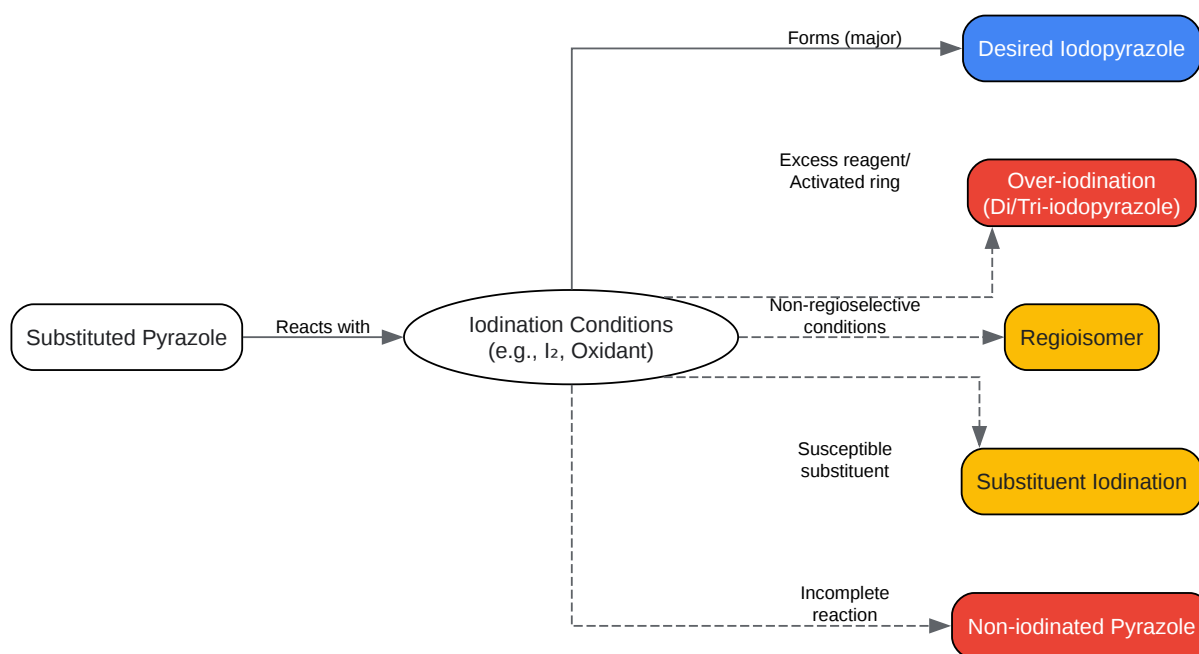 Forms (major)
Desired Iodopyrazole
Excess reagent/
Activated ring
Over-iodination
(Di/Tri-iodopyrazole)
Substituted Pyrazole
Reacts with
Iodination Conditions
(e.g., I₂, Oxidant)
Non-regioselective
conditions
Regioisomer
Susceptible
substituent
Substituent Iodination
Incomplete
reaction
Non-iodinated Pyrazole